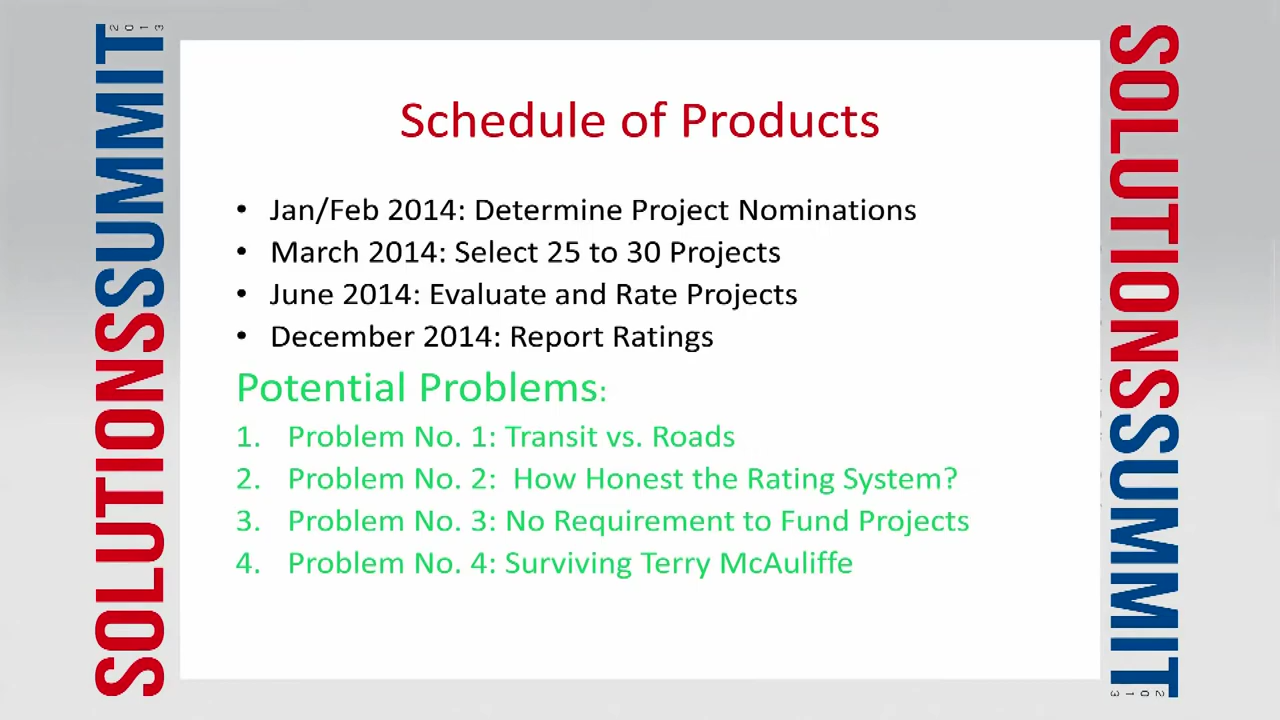 SOLUTIONSSUMMIT
2013
Schedule of Products
• Jan/Feb 2014: Determine Project Nominations
• March 2014: Select 25 to 30 Projects
• June 2014: Evaluate and Rate Projects
• December 2014: Report Ratings
Potential Problems:
1. Problem No. 1: Transit vs. Roads
2. Problem No. 2:  How Honest the Rating System?
3. Problem No. 3: No Requirement to Fund Projects
4. Problem No. 4: Surviving Terry McAuliffe
SOLUTIONSSUMMIT
2013